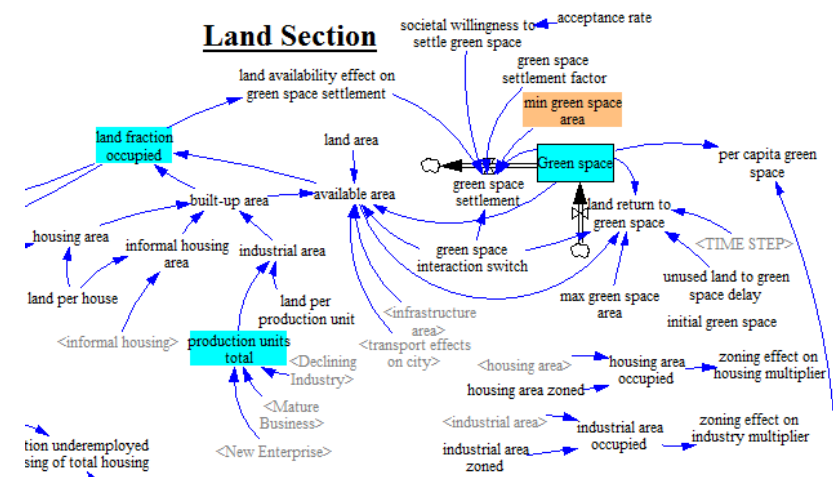 Land Section
societal willingness to
settle green space
acceptance rate
green space
settlement factor
land availability effect on
green space settlement
min green space
area
land fraction
occupied
land area
Green space
per capita green
space
green space
settlement
built-up area
available area
land return to
green space
housing area
informal housing
area
industrial area
green space
interaction switch
<TIME STEP>
land per house
land per
production unit
max green space
area
unused land to green
space delay
<infrastructure
area>
initial green space
<informal housing>
production units
total
<transport effects
on city>
<Declining
Industry>
<housing area>
housing area
occupied
zoning effect on
housing multiplier
housing area zoned
<Mature
Business>
<industrial area>
industrial area
occupied
zoning effect on
industry multiplier
tion underemployed
sing of total housing
<New Enterprise>
industrial area
zoned